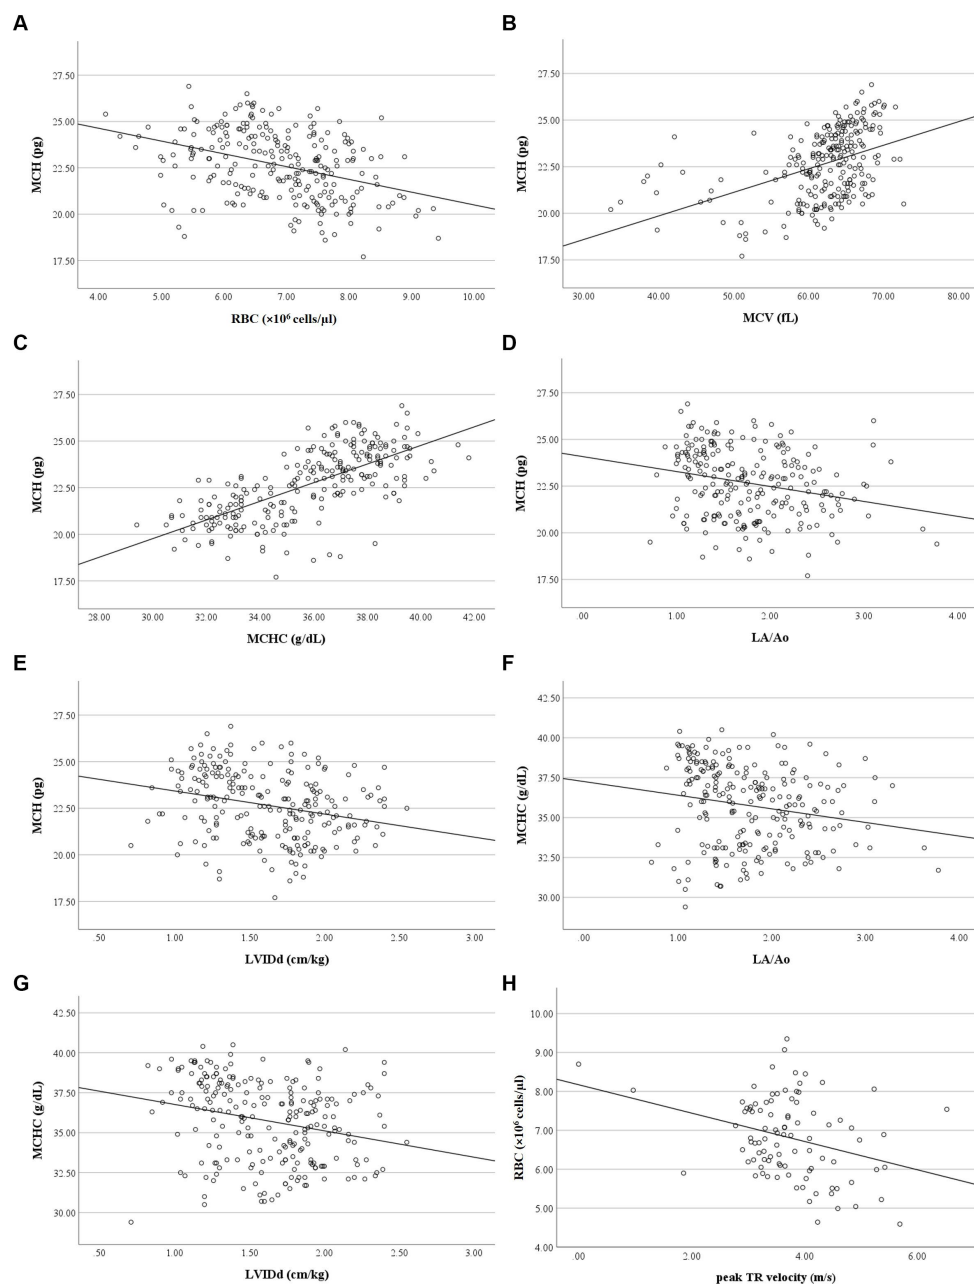 A
27.50
25.00
22.50
20.00
17.50
MCH (pg)
4.00 5.00 6.00 7.00 8.00 9.00 10.00
RBC (×10⁶ cells/µl)
B
27.50
25.00
22.50
20.00
17.50
MCH (pg)
30.00 40.00 50.00 60.00 70.00 80.00
MCV (fL)
C
27.50
25.00
22.50
20.00
17.50
MCH (pg)
28.00 30.00 32.00 34.00 36.00 38.00 40.00 42.00
MCHC (g/dL)
D
27.50
25.00
22.50
20.00
17.50
MCH (pg)
.00 1.00 2.00 3.00 4.00
LA/Ao
E
27.50
25.00
22.50
20.00
17.50
MCH (pg)
.50 1.00 1.50 2.00 2.50 3.00
LVIDd (cm/kg)
F
42.50
40.00
37.50
35.00
32.50
30.00
MCHC (g/dL)
.00 1.00 2.00 3.00 4.00
LA/Ao
G
42.50
40.00
37.50
35.00
32.50
30.00
MCHC (g/dL)
.50 1.00 1.50 2.00 2.50 3.00
LVIDd (cm/kg)
H
10.00
9.00
8.00
7.00
6.00
5.00
4.00
RBC (×10⁶ cells/µl)
.00 2.00 4.00 6.00
peak TR velocity (m/s)